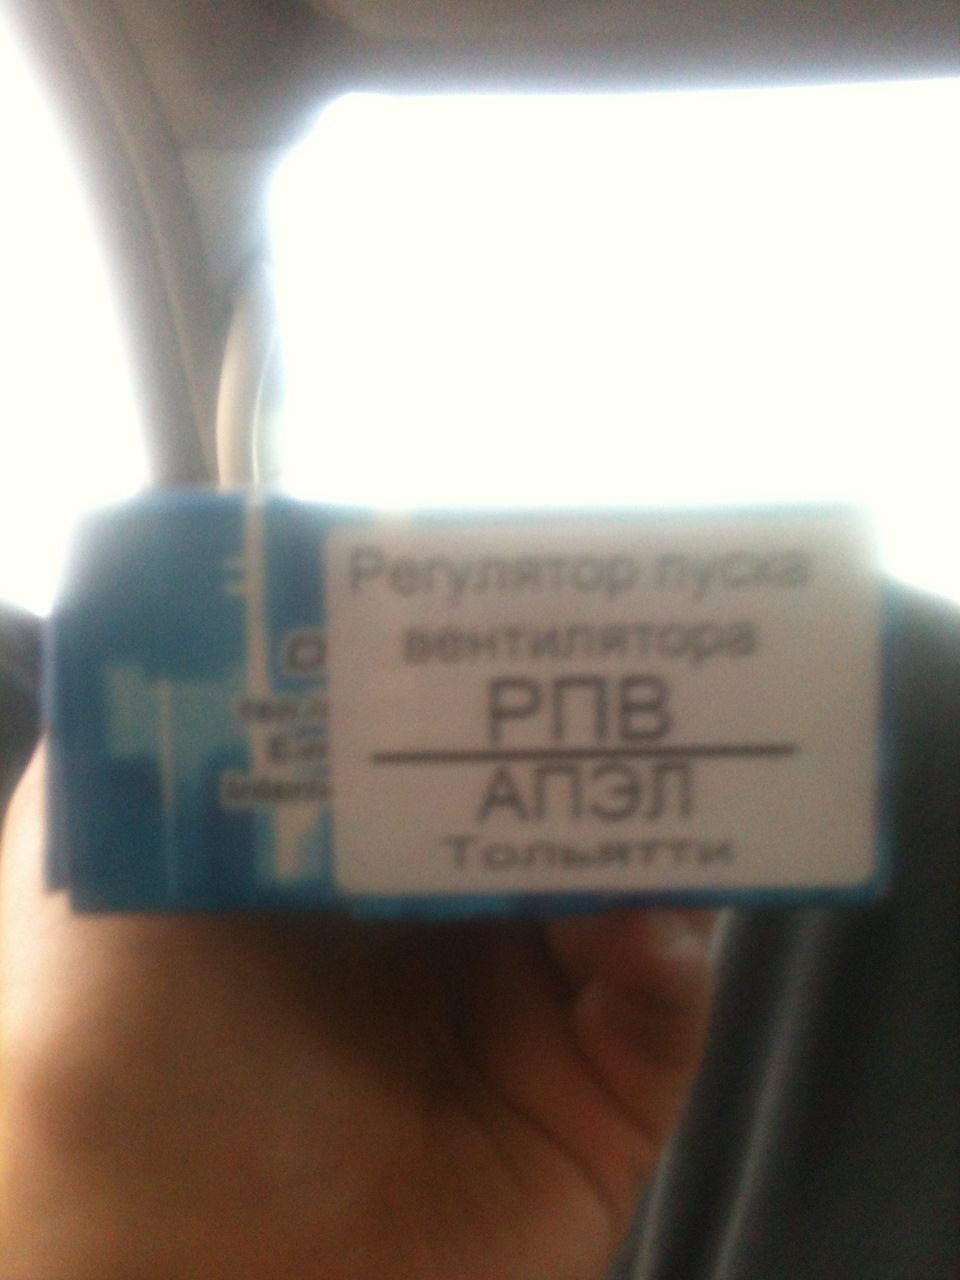 Регулятор пуска
вентилятора
РПВ
АПЭЛ
Тольятти